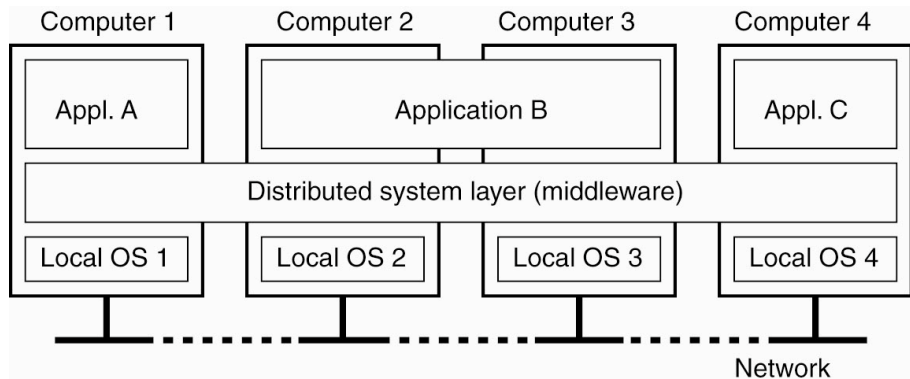 Computer 1
Computer 2
Computer 3
Computer 4
Appl. A
Application B
Appl. C
Distributed system layer (middleware)
Local OS 1
Local OS 2
Local OS 3
Local OS 4
Network